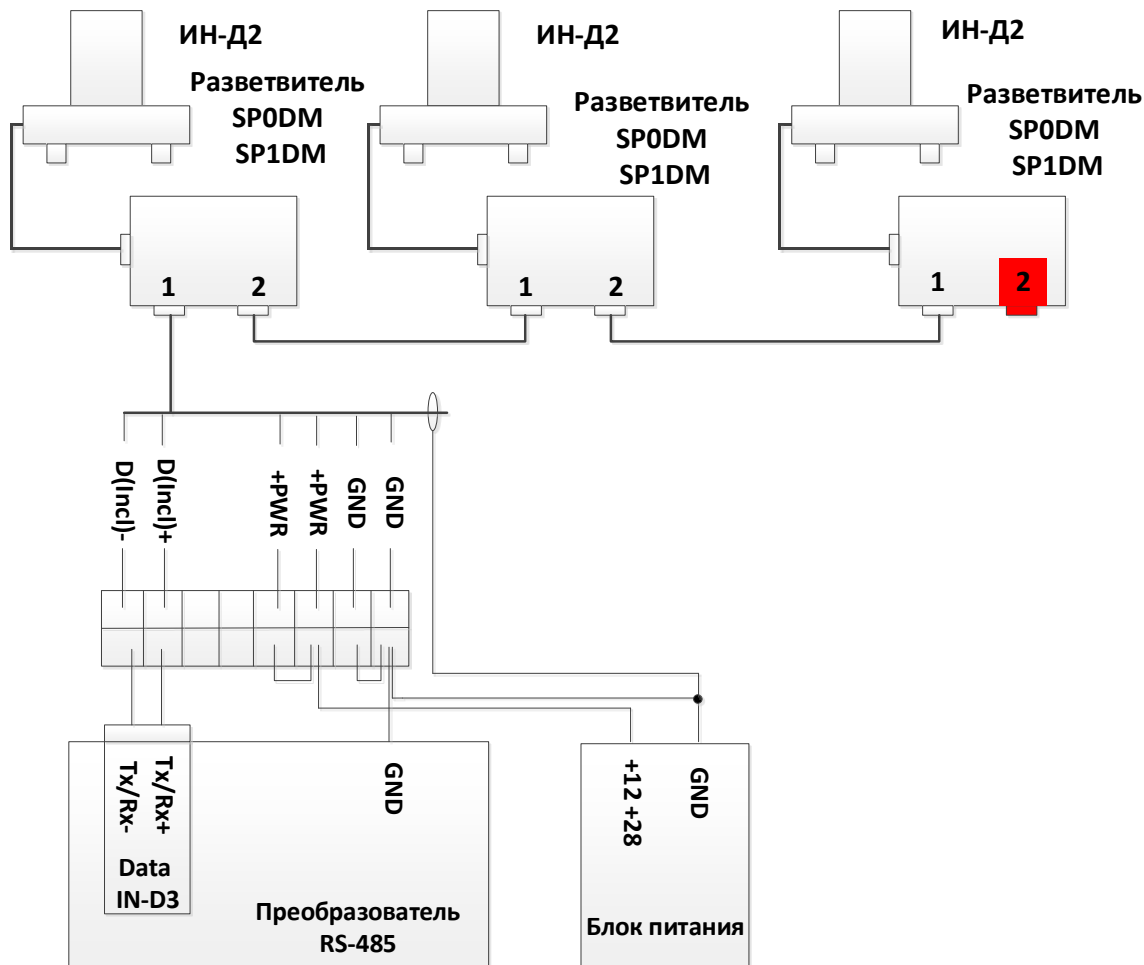 ИН-Д2
Разветвитель
SP0DM
SP1DM
1
2
ИН-Д2
Разветвитель
SP0DM
SP1DM
1
2
ИН-Д2
Разветвитель
SP0DM
SP1DM
1
2
D(Incl)-
D(Incl)+
+PWR
+PWR
GND
GND
Tx/Rx-
Tx/Rx+
Data
IN-D3
GND
Преобразователь
RS-485
+12 +28
GND
Блок питания